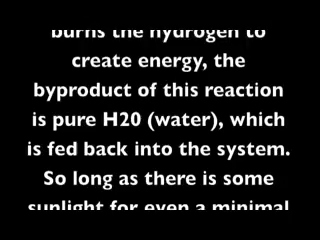 burns the hydrogen to
create energy, the
byproduct of this reaction
is pure H20 (water), which
is fed back into the system.
So long as there is some
sunlight for even a minimal